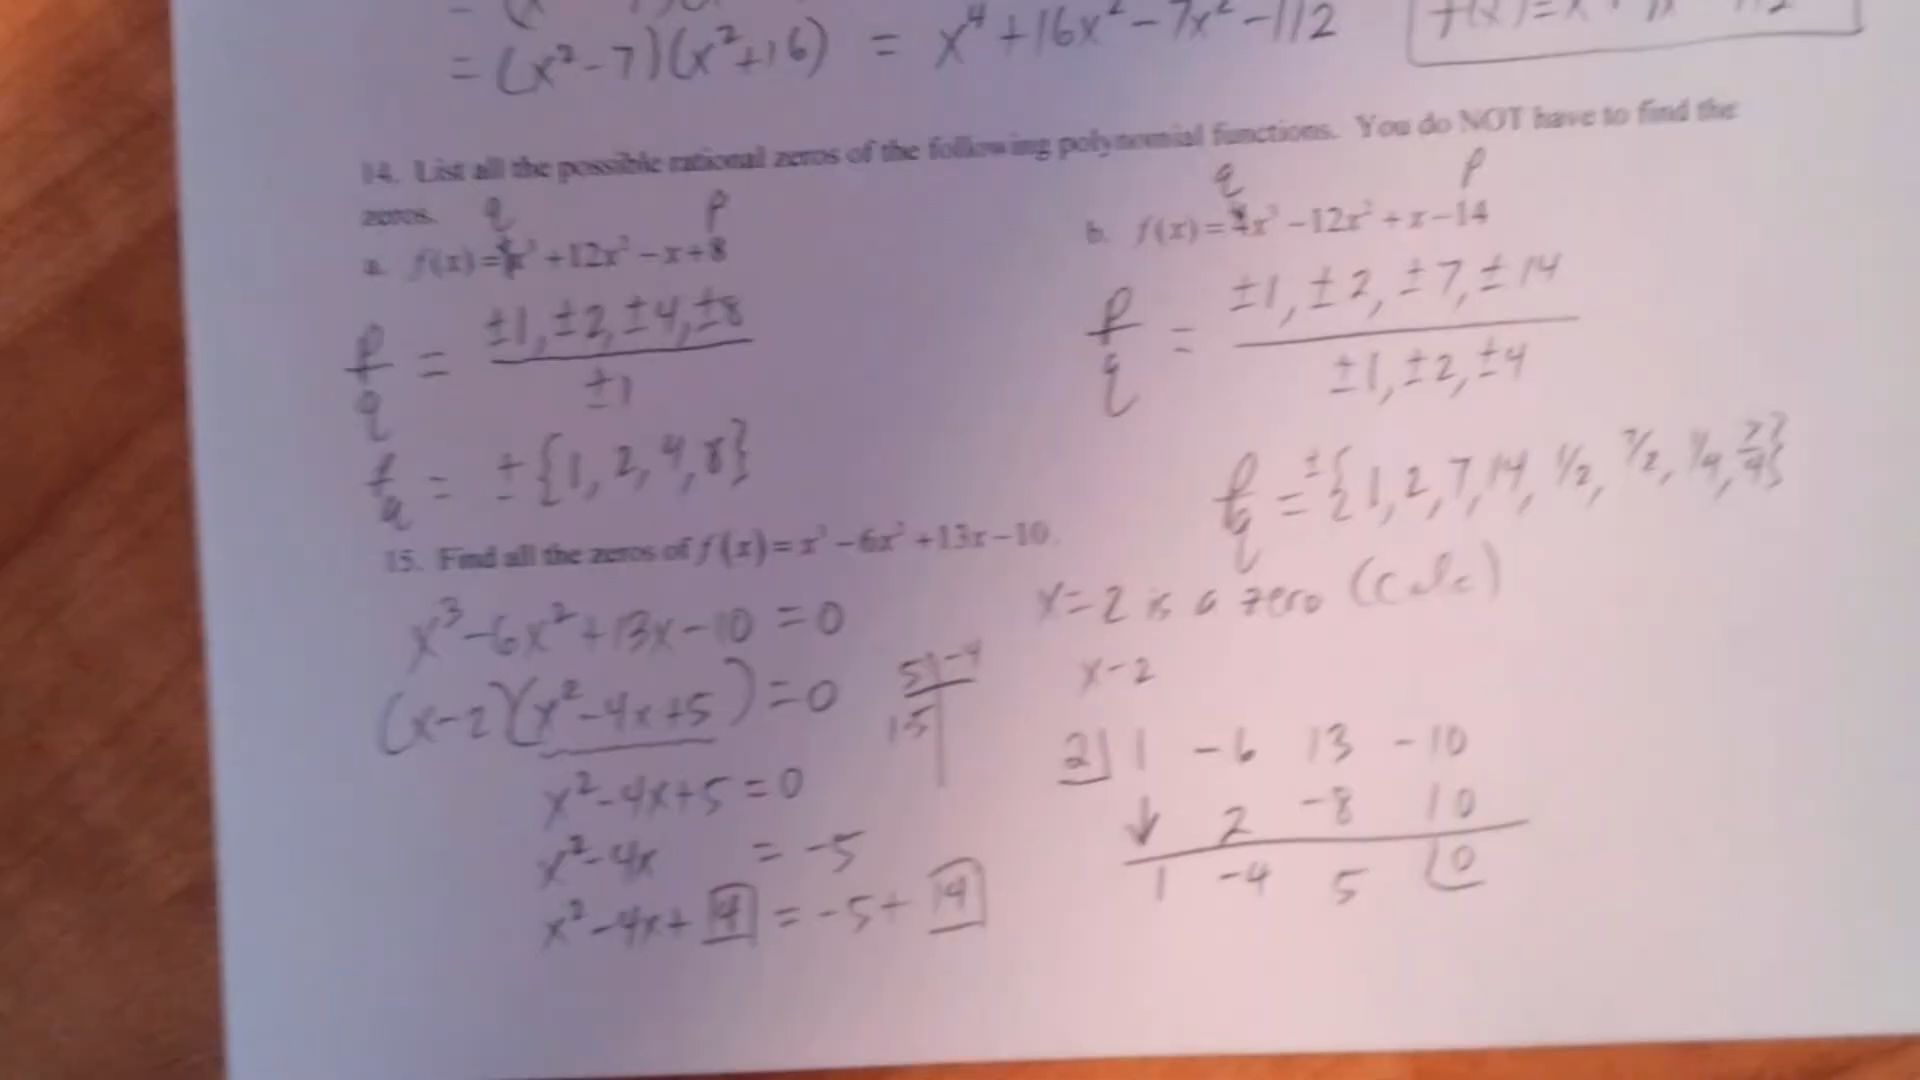 = (x² - 7)(x² + 16) = x⁴ + 16x² - 7x² - 112
14. List all the possible rational zeros of the following polynomial functions. You do NOT have to find the
zeros.
q p
q p
a. f(x) = x³ + 12x² - x + 8
b. f(x) = 4x³ - 12x² + x - 14
p/q = ±1, ±2, ±4, ±8 / ±1
p/q = ±1, ±2, ±7, ±14 / ±1, ±2, ±4
p/q = ±{1, 2, 4, 8}
p/q = ±{1, 2, 7, 14, 1/2, 7/2, 1/4, 7/4}
15. Find all the zeros of f(x) = x³ - 6x² + 13x - 10.
x³ - 6x² + 13x - 10 = 0
x = 2 is a zero (calc)
(x - 2)(x² - 4x + 5) = 0
5 | -4
15
x - 2
x² - 4x + 5 = 0
x² - 4x = -5
x² - 4x + 4 = -5 + 4
2| 1 -6 13 -10
↓ 2 -8 10
1 -4 5 |0